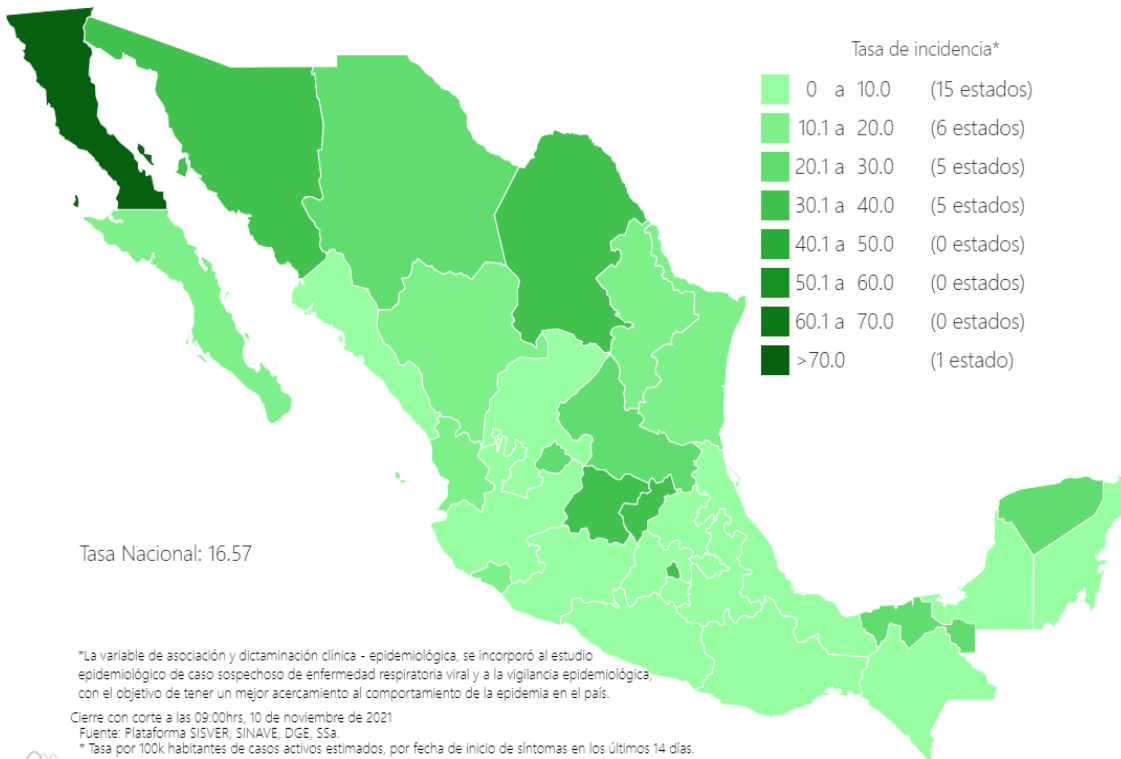 Tasa de incidencia*
0 a 10.0 (15 estados)
10.1 a 20.0 (6 estados)
20.1 a 30.0 (5 estados)
30.1 a 40.0 (5 estados)
40.1 a 50.0 (0 estados)
50.1 a 60.0 (0 estados)
60.1 a 70.0 (0 estados)
>70.0 (1 estado)
Tasa Nacional: 16.57
*La variable de asociación y dictaminación clínica - epidemiológica, se incorporó al estudio
epidemiológico de caso sospechoso de enfermedad respiratoria viral y a la vigilancia epidemiológica,
con el objetivo de tener un mejor acercamiento al comportamiento de la epidemia en el país.
Cierre con corte a las 09:00hrs, 10 de noviembre de 2021
Fuente: Plataforma SISVER, SINAVE, DGE, SSa.
* Tasa por 100k habitantes de casos activos estimados, por fecha de inicio de síntomas en los últimos 14 días.